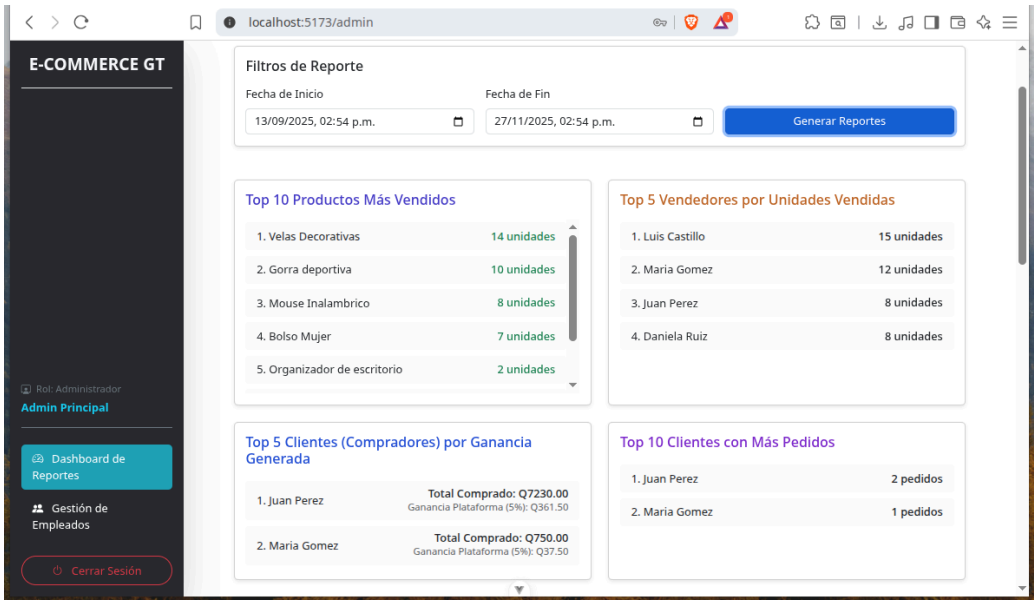 localhost:5173/admin
E-COMMERCE GT
Filtros de Reporte
Fecha de Inicio
Fecha de Fin
13/09/2025, 02:54 p.m.
27/11/2025, 02:54 p.m.
Generar Reportes
Top 10 Productos Más Vendidos
1. Velas Decorativas 14 unidades
2. Gorra deportiva 10 unidades
3. Mouse Inalambrico 8 unidades
4. Bolso Mujer 7 unidades
5. Organizador de escritorio 2 unidades
Top 5 Vendedores por Unidades Vendidas
1. Luis Castillo 15 unidades
2. Maria Gomez 12 unidades
3. Juan Perez 8 unidades
4. Daniela Ruiz 8 unidades
Top 5 Clientes (Compradores) por Ganancia
Generada
1. Juan Perez
Total Comprado: Q7230.00
Ganancia Plataforma (5%): Q361.50
2. Maria Gomez
Total Comprado: Q750.00
Ganancia Plataforma (5%): Q37.50
Top 10 Clientes con Más Pedidos
1. Juan Perez 2 pedidos
2. Maria Gomez 1 pedidos
Rol: Administrador
Admin Principal
Dashboard de
Reportes
Gestión de
Empleados
Cerrar Sesión